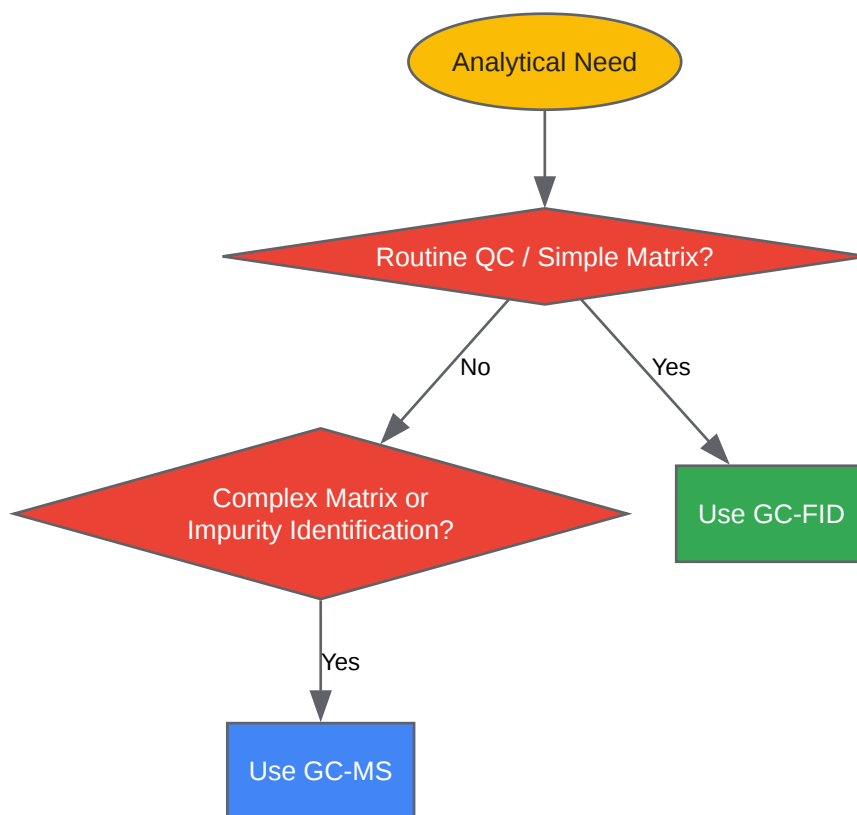 Analytical Need
Routine QC / Simple Matrix?
No
Yes
Complex Matrix or
Impurity Identification?
Use GC-FID
Yes
Use GC-MS